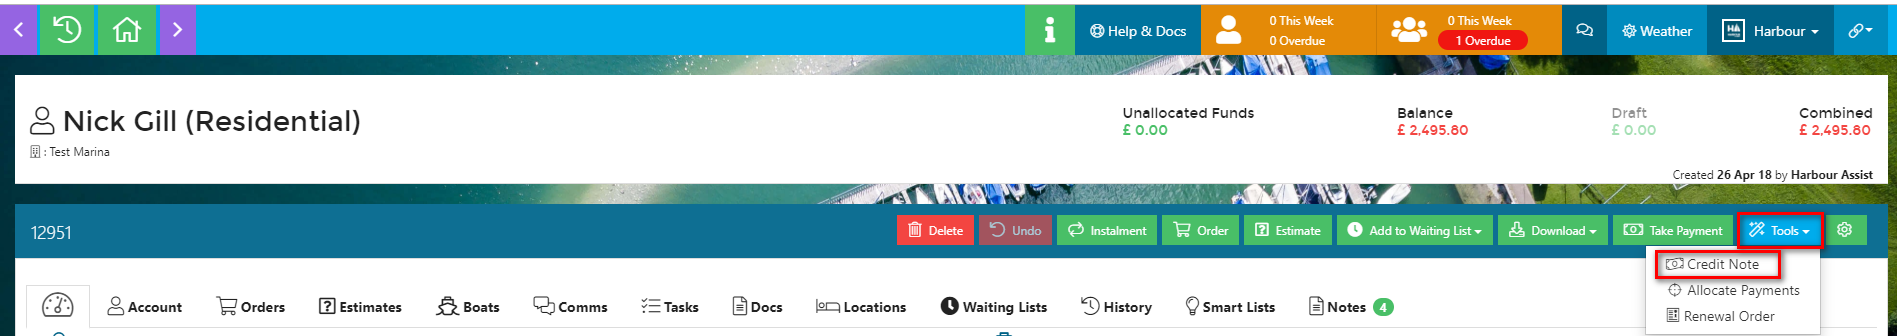 Help & Docs
0 This Week
0 Overdue
0 This Week
1 Overdue
Weather
Harbour
Nick Gill (Residential)
: Test Marina
Unallocated Funds
£ 0.00
Balance
£ 2,495.80
Draft
£ 0.00
Combined
£ 2,495.80
Created 26 Apr 18 by Harbour Assist
12951
Delete
Undo
Instalment
Order
Estimate
Add to Waiting List
Download
Take Payment
Tools
Credit Note
Allocate Payments
Renewal Order
Account
Orders
Estimates
Boats
Comms
Tasks
Docs
Locations
Waiting Lists
History
Smart Lists
Notes 4